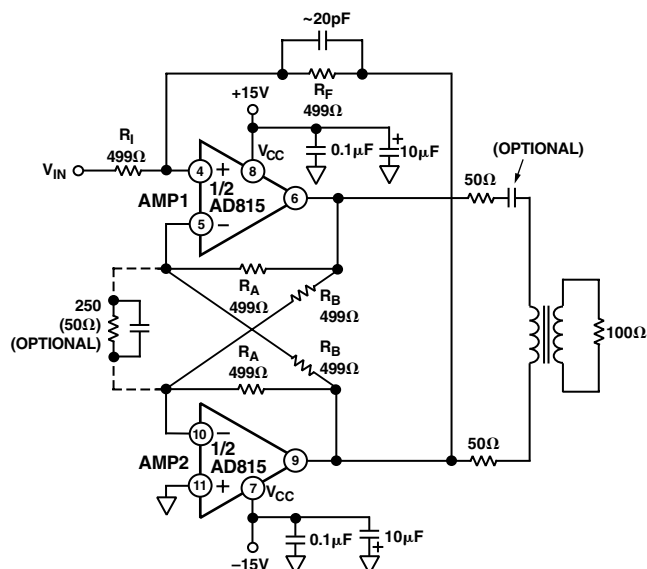 ~20pF
R_F
499Ω
+15V
R_I
499Ω
V_IN
V_CC
0.1µF
+
10µF
(OPTIONAL)
4
+
8
1/2
AD815
AMP1
6
5
–
50Ω
R_A
499Ω
R_B
499Ω
250
(50Ω)
(OPTIONAL)
R_A
499Ω
R_B
499Ω
100Ω
10
–
1/2
AD815
AMP2
9
50Ω
11
+
7
V_CC
0.1µF
10µF
+
–15V